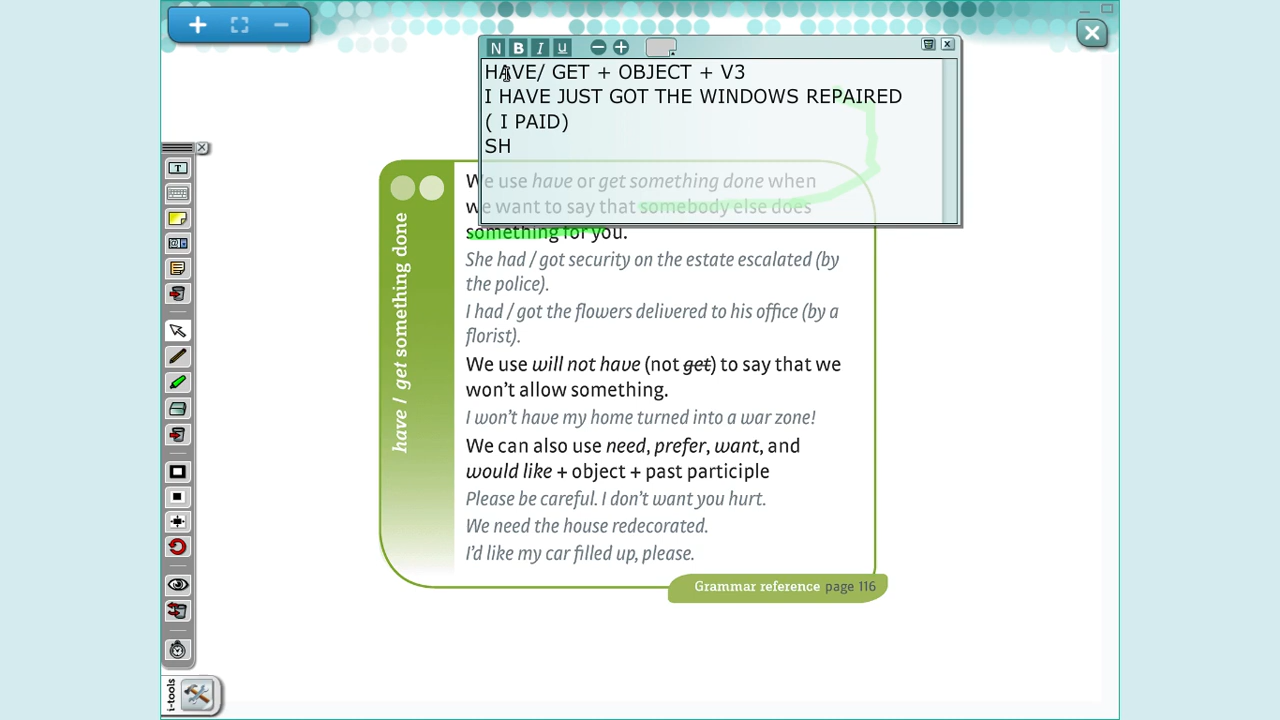 N B I U
HAVE/ GET + OBJECT + V3
I HAVE JUST GOT THE WINDOWS REPAIRED
( I PAID)
SH
We use have or get something done when
we want to say that somebody else does
something for you.
She had / got security on the estate escalated (by
the police).
I had / got the flowers delivered to his office (by a
florist).
We use will not have (not get) to say that we
won't allow something.
I won't have my home turned into a war zone!
We can also use need, prefer, want, and
would like + object + past participle
Please be careful. I don't want you hurt.
We need the house redecorated.
I'd like my car filled up, please.
have / get something done
Grammar reference page 116
T
i-tools